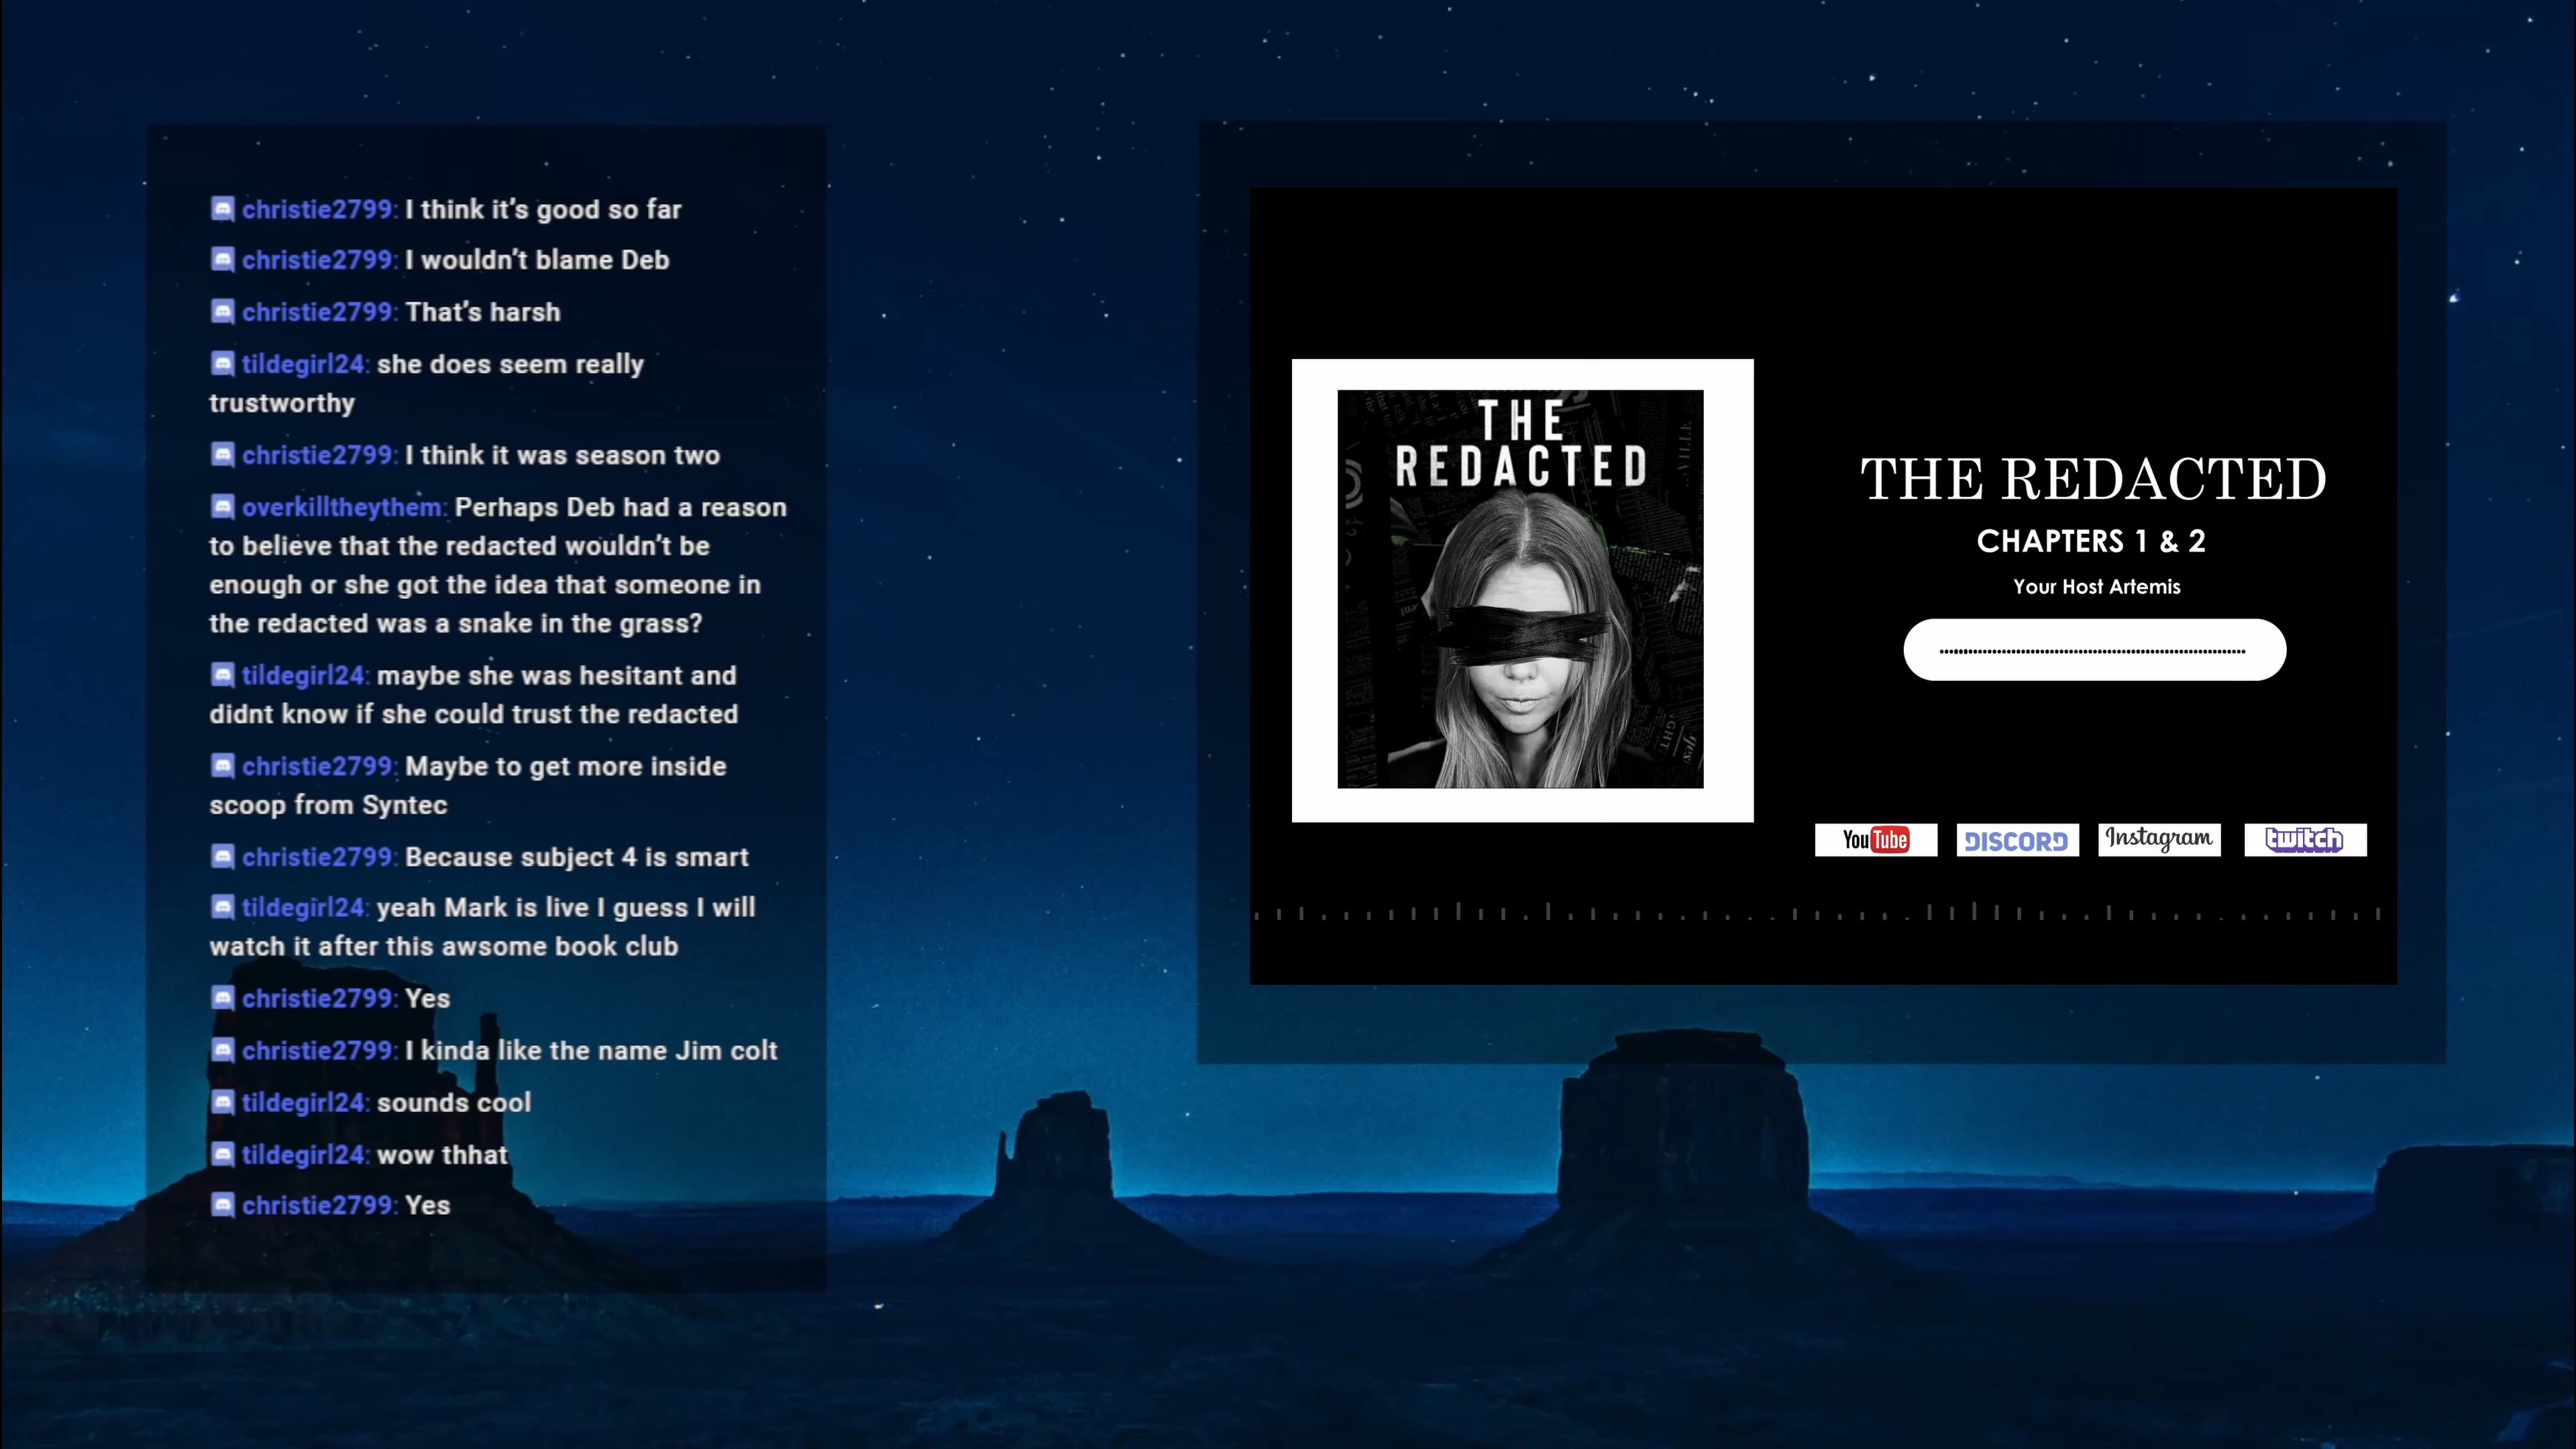 christie2799: I think it's good so far
christie2799: I wouldn't blame Deb
christie2799: That's harsh
tildegirl24: she does seem really
trustworthy
christie2799: I think it was season two
overkilltheythem: Perhaps Deb had a reason
to believe that the redacted wouldn't be
enough or she got the idea that someone in
the redacted was a snake in the grass?
tildegirl24: maybe she was hesitant and
didnt know if she could trust the redacted
christie2799: Maybe to get more inside
scoop from Syntec
christie2799: Because subject 4 is smart
tildegirl24: yeah Mark is live I guess I will
watch it after this awsome book club
christie2799: Yes
christie2799: I kinda like the name Jim colt
tildegirl24: sounds cool
tildegirl24: wow thhat
christie2799: Yes
THE
REDACTED
THE REDACTED
CHAPTERS 1 & 2
Your Host Artemis
YouTube
DISCORD
Instagram
twitch